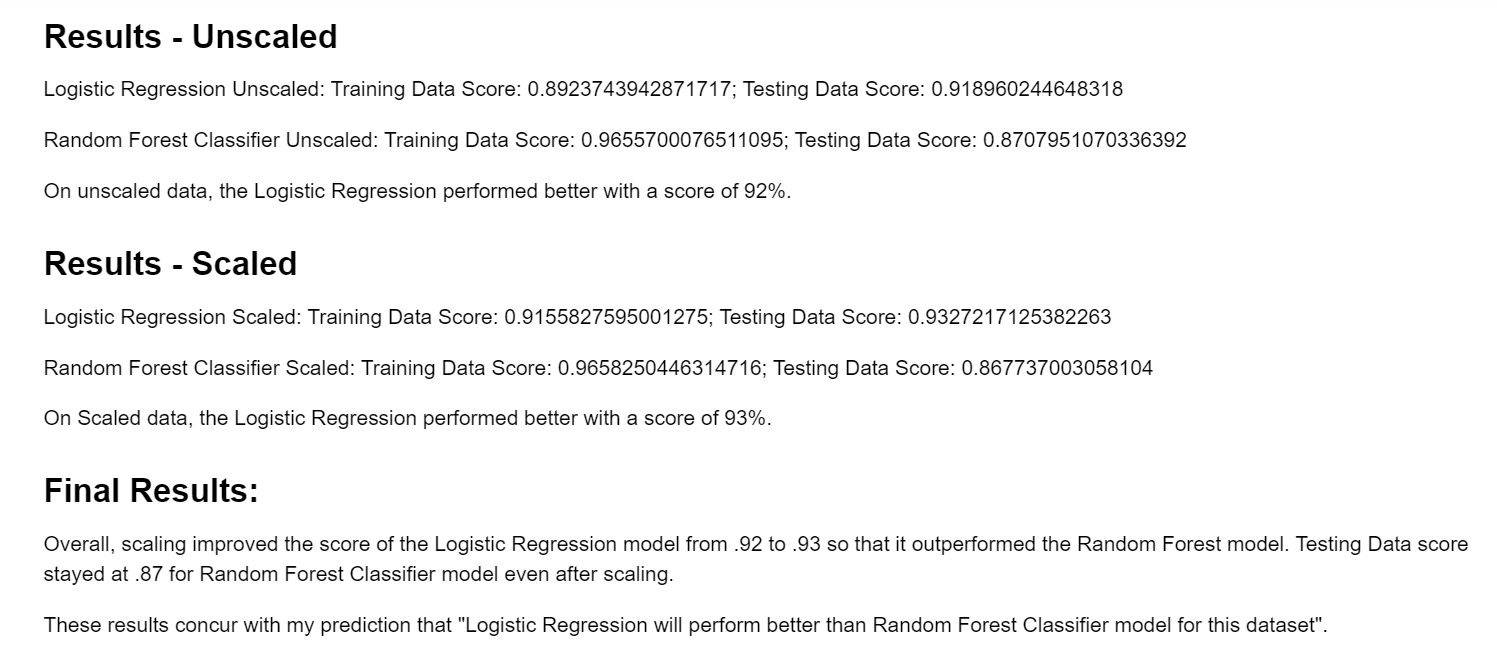 Results - Unscaled
Logistic Regression Unscaled: Training Data Score: 0.8923743942871717; Testing Data Score: 0.918960244648318
Random Forest Classifier Unscaled: Training Data Score: 0.9655700076511095; Testing Data Score: 0.8707951070336392
On unscaled data, the Logistic Regression performed better with a score of 92%.
Results - Scaled
Logistic Regression Scaled: Training Data Score: 0.9155827595001275; Testing Data Score: 0.9327217125382263
Random Forest Classifier Scaled: Training Data Score: 0.9658250446314716; Testing Data Score: 0.867737003058104
On Scaled data, the Logistic Regression performed better with a score of 93%.
Final Results:
Overall, scaling improved the score of the Logistic Regression model from .92 to .93 so that it outperformed the Random Forest model. Testing Data score
stayed at .87 for Random Forest Classifier model even after scaling.
These results concur with my prediction that "Logistic Regression will perform better than Random Forest Classifier model for this dataset".